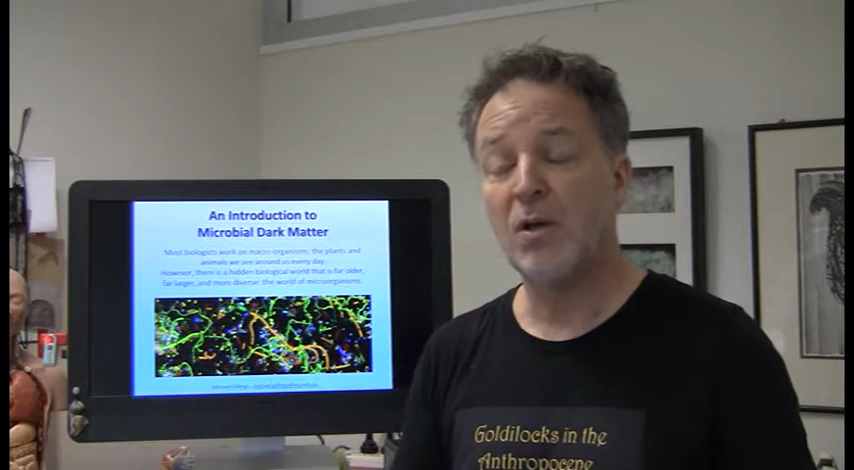 An Introduction to
Microbial Dark Matter
Most biologists work on macro-organisms: the plants and
animals we see around us every day.
However, there is a hidden biological world that is far older,
far larger, and more diverse: the world of microorganisms.
Goldilocks in the
Anthropocene